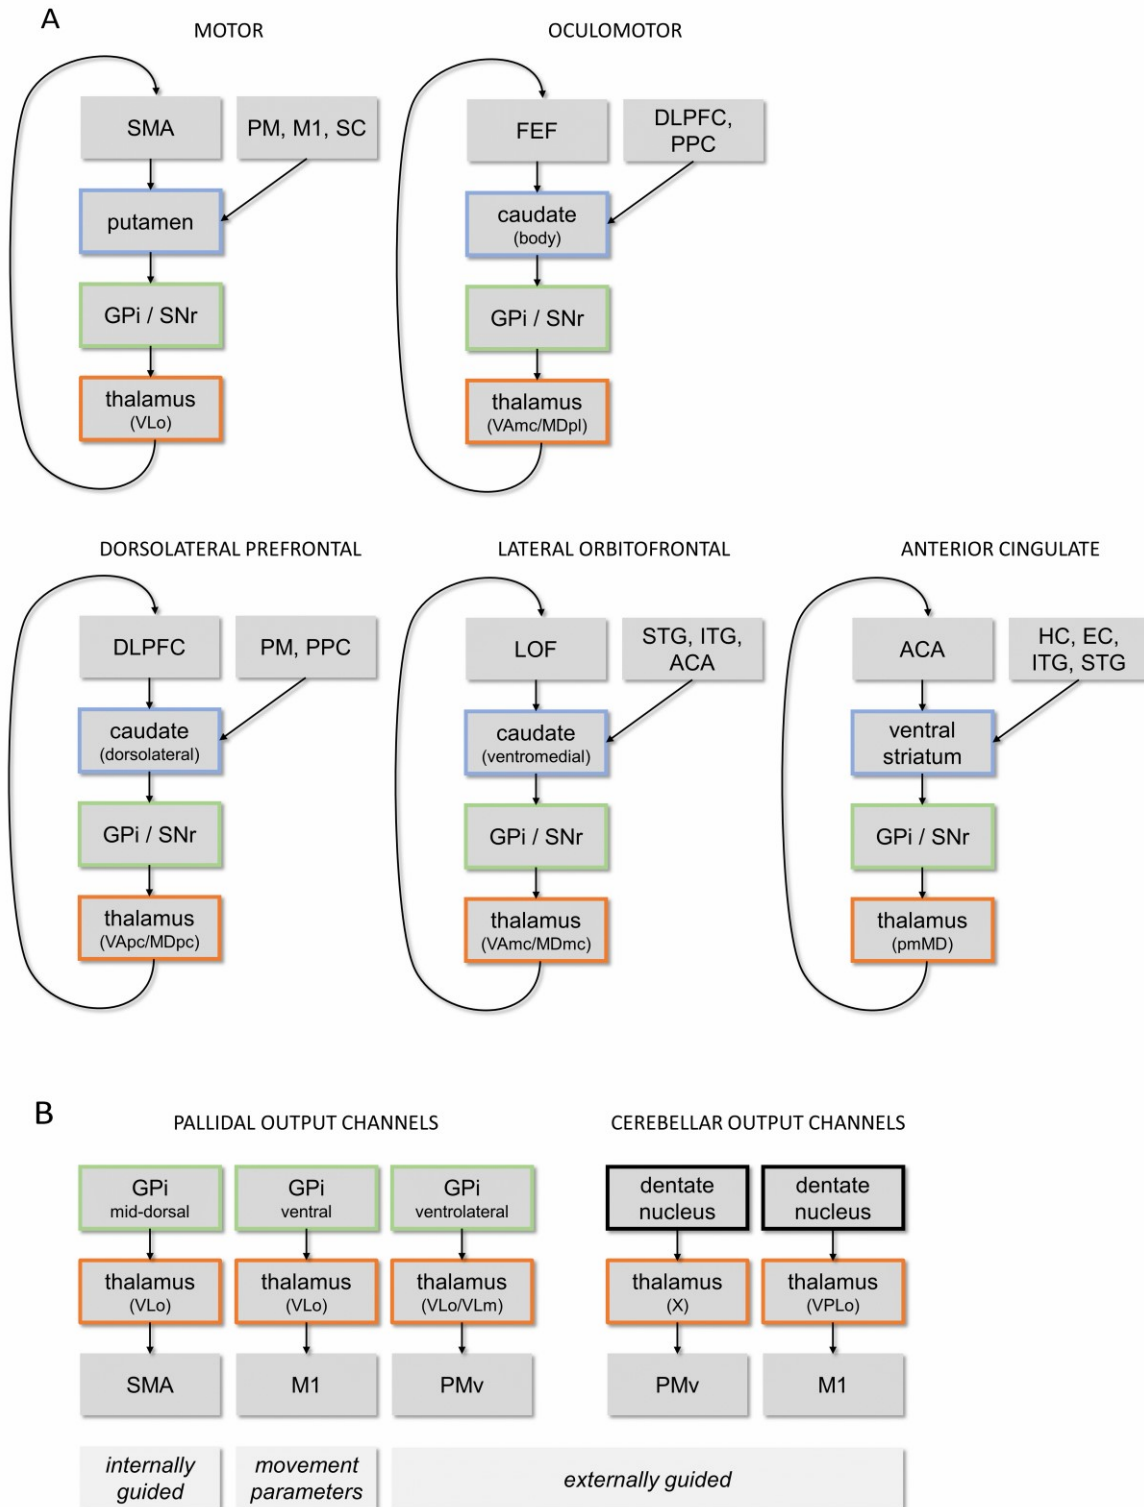 A
MOTOR
SMA
PM, M1, SC
putamen
GPi / SNr
thalamus
(VLo)
OCULOMOTOR
FEF
DLPFC,
PPC
caudate
(body)
GPi / SNr
thalamus
(VAmc/MDpl)
DORSOLATERAL PREFRONTAL
DLPFC
PM, PPC
caudate
(dorsolateral)
GPi / SNr
thalamus
(VApc/MDpc)
LATERAL ORBITOFRONTAL
LOF
STG, ITG,
ACA
caudate
(ventromedial)
GPi / SNr
thalamus
(VAmc/MDmc)
ANTERIOR CINGULATE
ACA
HC, EC,
ITG, STG
ventral
striatum
GPi / SNr
thalamus
(pmMD)
B
PALLIDAL OUTPUT CHANNELS
GPi
mid-dorsal
thalamus
(VLo)
SMA
GPi
ventral
thalamus
(VLo)
M1
GPi
ventrolateral
thalamus
(VLo/VLm)
PMv
CEREBELLAR OUTPUT CHANNELS
dentate
nucleus
thalamus
(X)
PMv
dentate
nucleus
thalamus
(VPLo)
M1
internally
guided
movement
parameters
externally guided